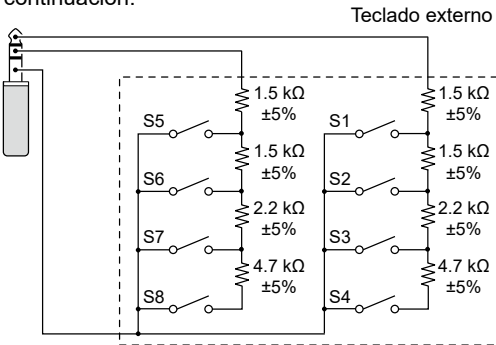 continuación.
Teclado externo
1.5 kΩ
±5%
1.5 kΩ
±5%
S5
S1
1.5 kΩ
±5%
1.5 kΩ
±5%
S6
S2
2.2 kΩ
±5%
2.2 kΩ
±5%
S7
S3
4.7 kΩ
±5%
4.7 kΩ
±5%
S8
S4